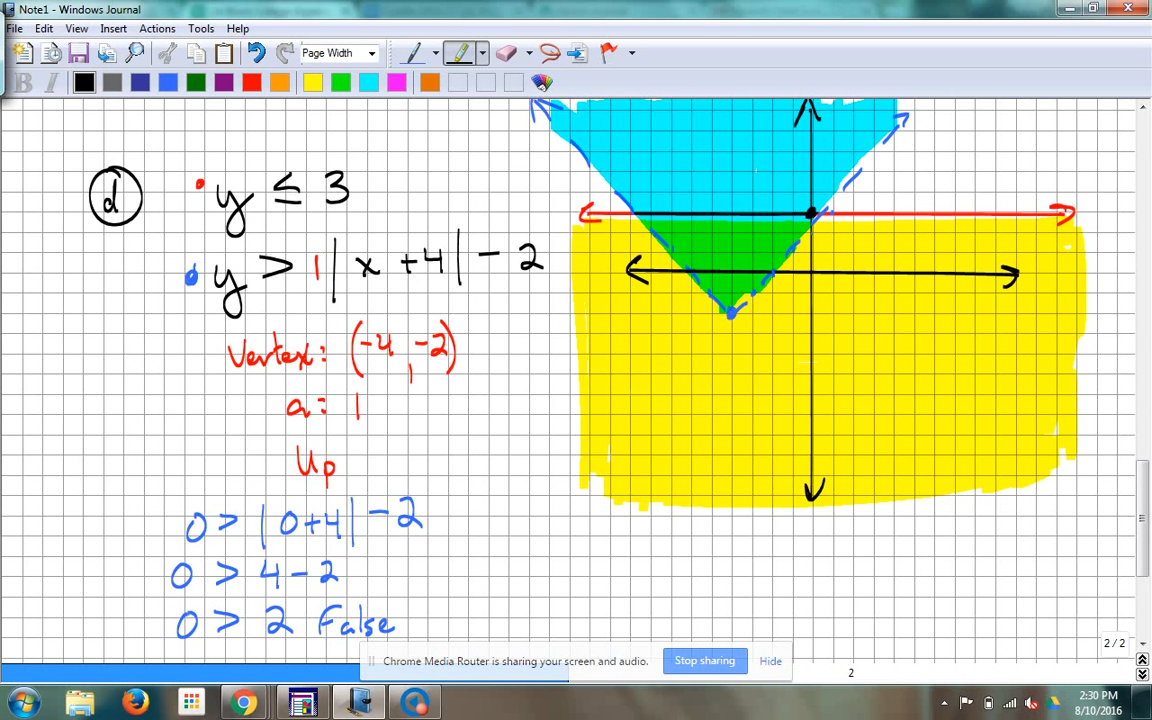 Note1 - Windows Journal
File Edit View Insert Actions Tools Help
Page Width
B I
d
y ≤ 3
y > 1|x + 4| - 2
Vertex: (-4, -2)
a: 1
Up
0 > |0+4| - 2
0 > 4 - 2
0 > 2 False
2 / 2
Chrome Media Router is sharing your screen and audio. Stop sharing Hide
2
2:30 PM
8/10/2016